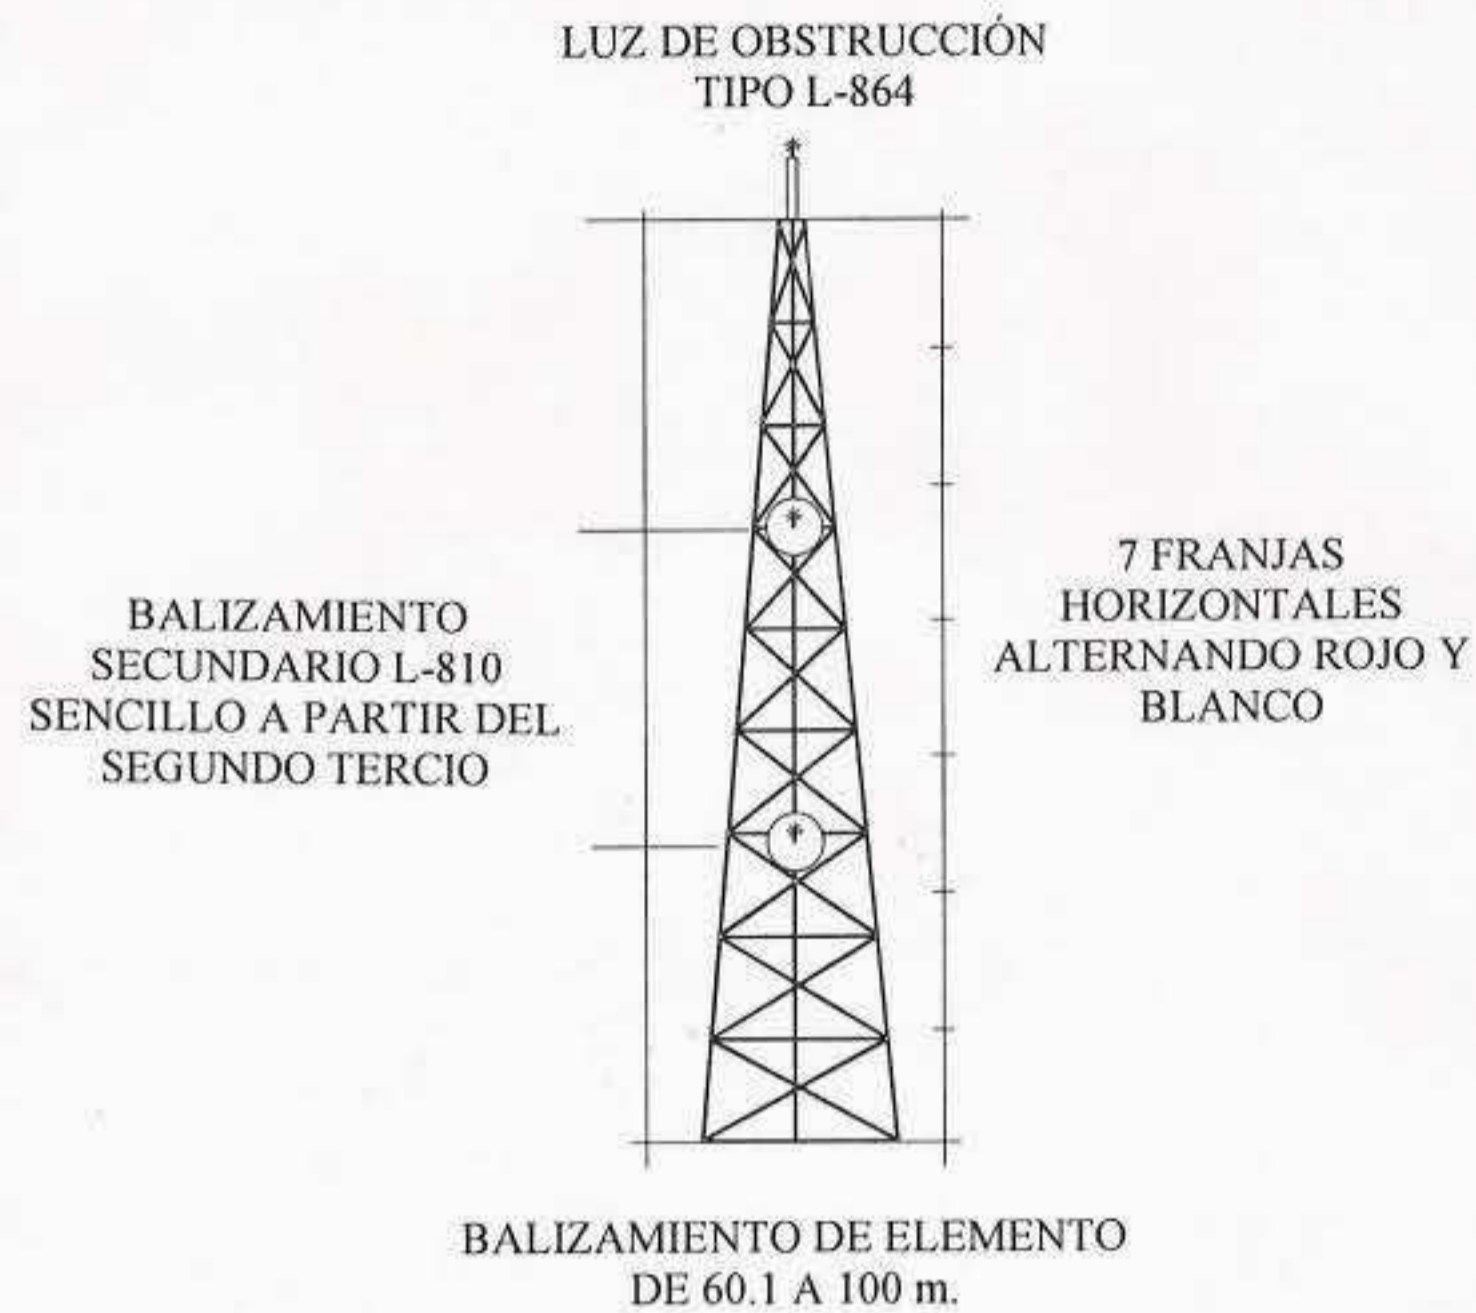 LUZ DE OBSTRUCCIÓN
TIPO L-864
BALIZAMIENTO
SECUNDARIO L-810
SENCILLO A PARTIR DEL
SEGUNDO TERCIO
7 FRANJAS
HORIZONTALES
ALTERNANDO ROJO Y
BLANCO
BALIZAMIENTO DE ELEMENTO
DE 60.1 A 100 m.